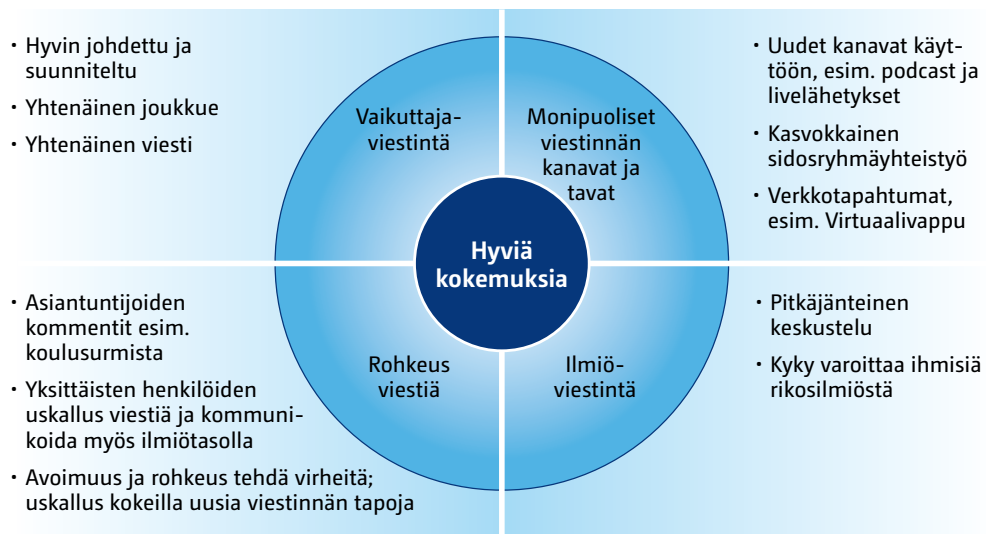 • Hyvin johdettu ja
suunniteltu
• Yhtenäinen joukkue
• Yhtenäinen viesti
Vaikuttaja-
viestintä
Monipuoliset
viestinnän
kanavat ja
tavat
• Uudet kanavat käyt-
töön, esim. podcast ja
livelähetykset
• Kasvokkainen
sidosryhmäyhteistyö
• Verkkotapahtumat,
esim. Virtuaalivappu
Hyviä
kokemuksia
• Asiantuntijoiden
kommentit esim.
koulusurmista
• Yksittäisten henkilöiden
uskallus viestiä ja kommuni-
koida myös ilmiötasolla
• Avoimuus ja rohkeus tehdä virheitä;
uskallus kokeilla uusia viestinnän tapoja
Rohkeus
viestiä
Ilmiö-
viestintä
• Pitkäjänteinen
keskustelu
• Kyky varoittaa ihmisiä
rikosilmiöstä